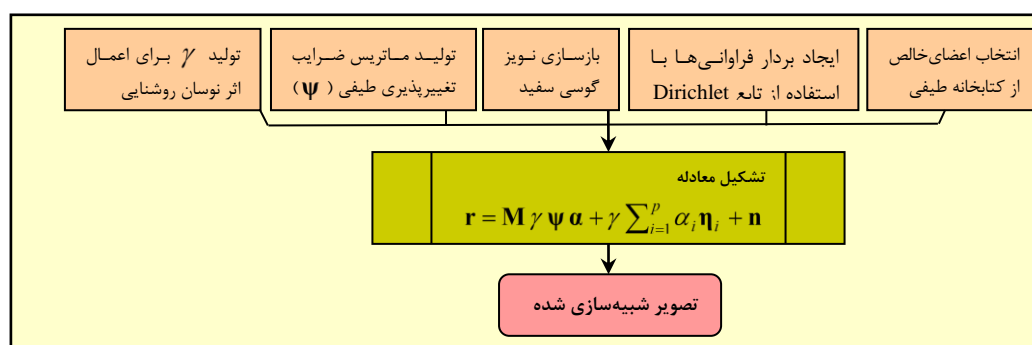 انتخاب اعضای‌خالص
از کتابخانه طیفی
ایجاد بردار فراوانی‌ها با
استفاده از تابع Dirichlet
بازسازی نویز
گوسی سفید
تولید ماتریس ضرایب
تغییرپذیری طیفی (ψ)
تولید γ برای اعمال
اثر نوسان روشنایی
تشکیل معادله
r = M γ ψ α + γ ∑_{i=1}^{p} α_i η_i + n
تصویر شبیه‌سازی شده